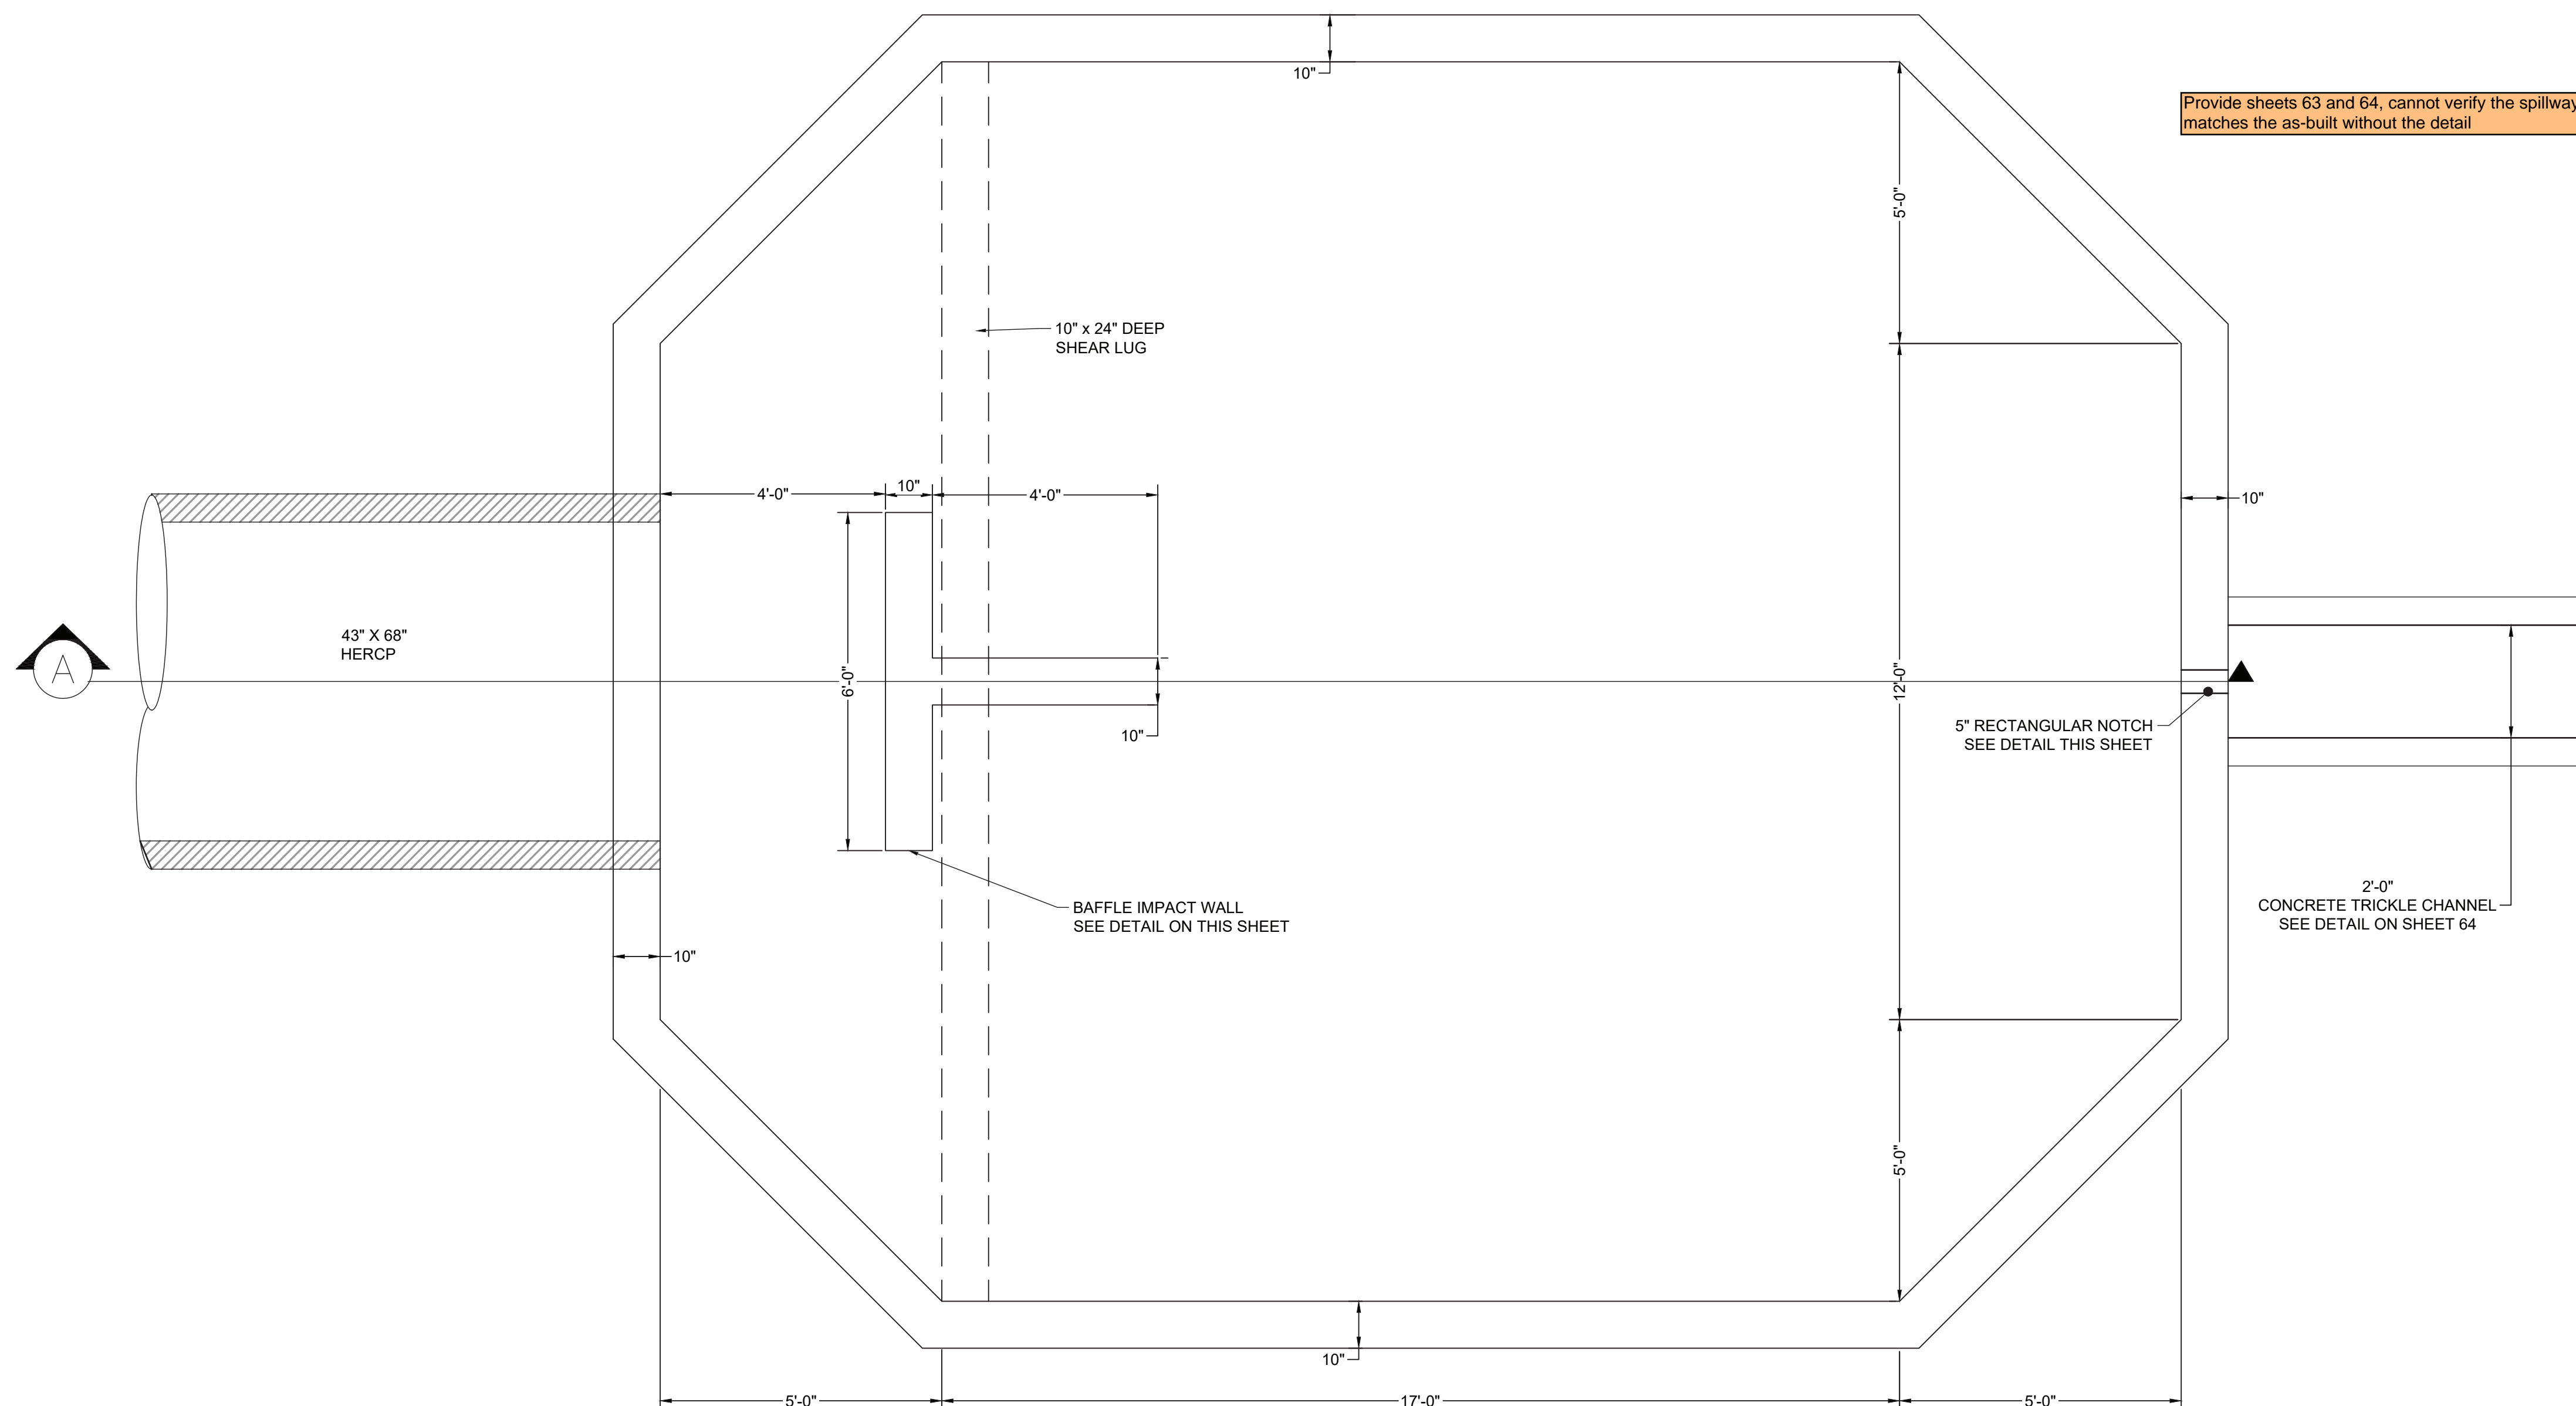 10"
Provide sheets 63 and 64, cannot verify the spillway
matches the as-built without the detail
5'-0"
10" x 24" DEEP
SHEAR LUG
4'-0"
10"
4'-0"
10"
43" X 68"
HERCP
A
6'-0"
12'-0"
10"
5" RECTANGULAR NOTCH
SEE DETAIL THIS SHEET
2'-0"
CONCRETE TRICKLE CHANNEL
SEE DETAIL ON SHEET 64
BAFFLE IMPACT WALL
SEE DETAIL ON THIS SHEET
10"
5'-0"
10"
5'-0"
17'-0"
5'-0"